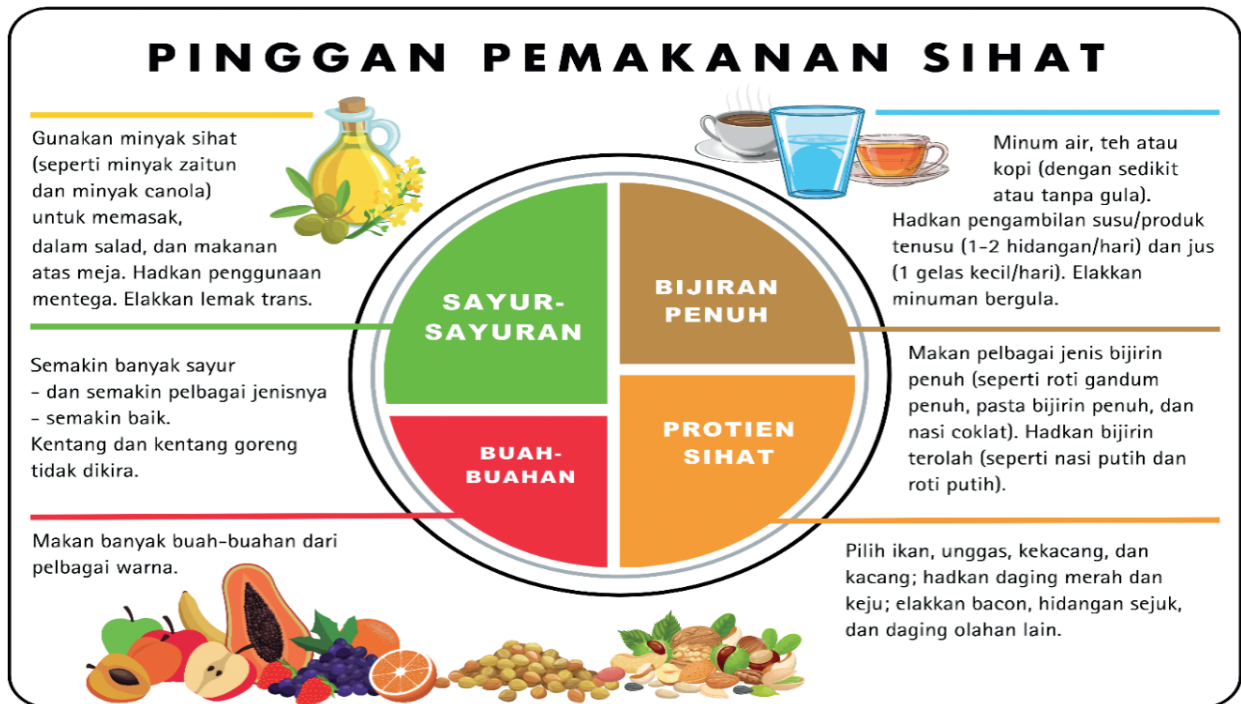 PINGGAN PEMAKANAN SIHAT
Gunakan minyak sihat
(seperti minyak zaitun
dan minyak canola)
untuk memasak,
dalam salad, dan makanan
atas meja. Hadkan penggunaan
mentega. Elakkan lemak trans.
Semakin banyak sayur
- dan semakin pelbagai jenisnya
- semakin baik.
Kentang dan kentang goreng
tidak dikira.
Makan banyak buah-buahan dari
pelbagai warna.
SAYUR-
SAYURAN
BUAH-
BUAHAN
BIJIRAN
PENUH
PROTIEN
SIHAT
Minum air, teh atau
kopi (dengan sedikit
atau tanpa gula).
Hadkan pengambilan susu/produk
tenusu (1-2 hidangan/hari) dan jus
(1 gelas kecil/hari). Elakkan
minuman bergula.
Makan pelbagai jenis bijirin
penuh (seperti roti gandum
penuh, pasta bijirin penuh, dan
nasi coklat). Hadkan bijirin
terolah (seperti nasi putih dan
roti putih).
Pilih ikan, unggas, kekacang, dan
kacang; hadkan daging merah dan
keju; elakkan bacon, hidangan sejuk,
dan daging olahan lain.